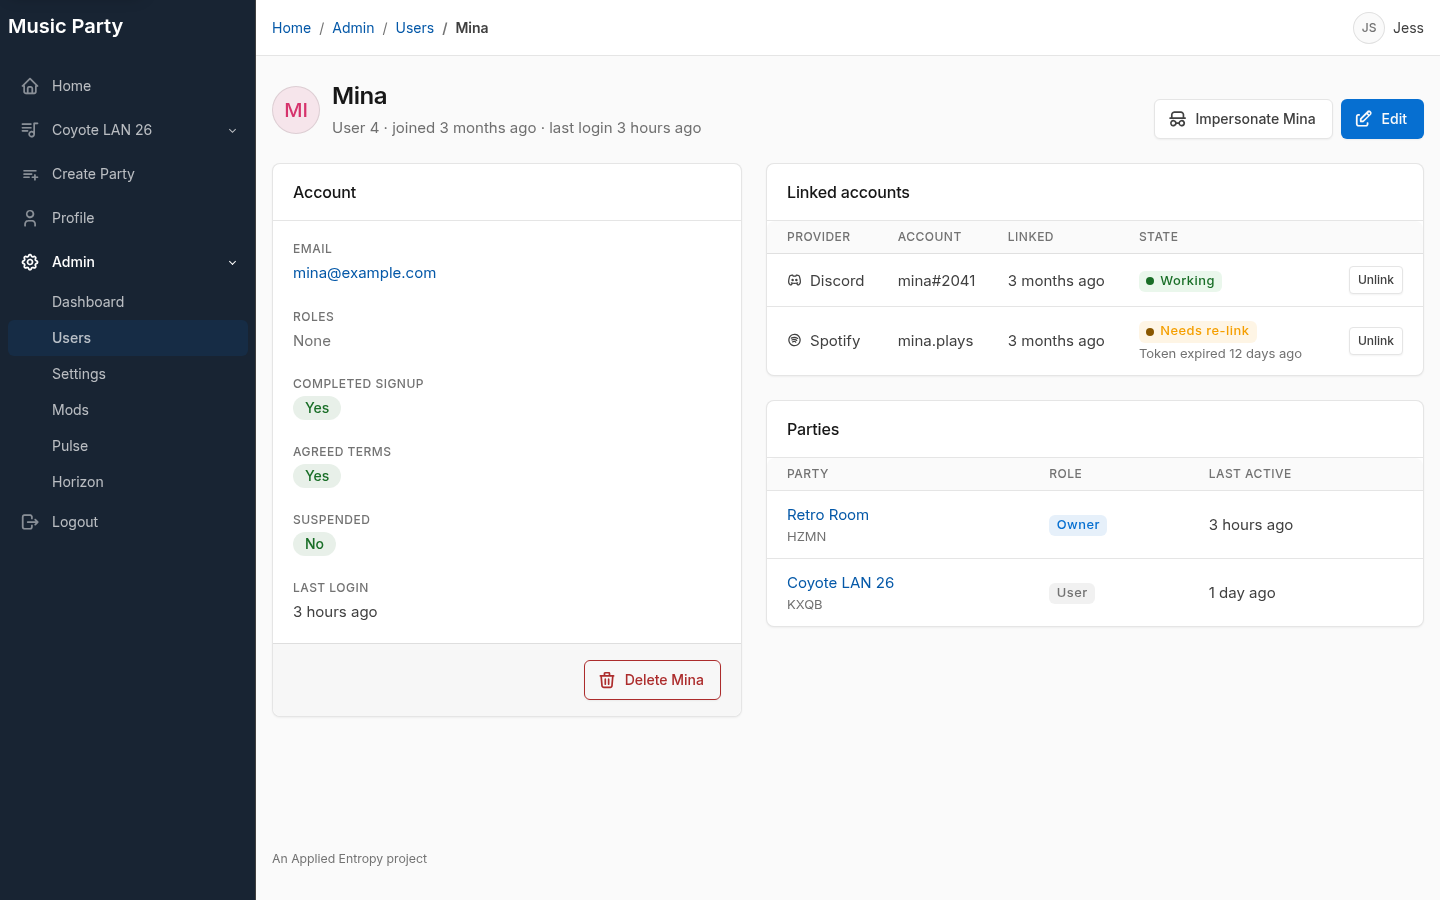 Music Party
Home
Coyote LAN 26
Create Party
Profile
Admin
Dashboard
Users
Settings
Mods
Pulse
Horizon
Logout
Home / Admin / Users / Mina
JS Jess
MI
Mina
User 4 · joined 3 months ago · last login 3 hours ago
Impersonate Mina
Edit
Account
EMAIL
mina@example.com
ROLES
None
COMPLETED SIGNUP
Yes
AGREED TERMS
Yes
SUSPENDED
No
LAST LOGIN
3 hours ago
Delete Mina
Linked accounts
PROVIDER ACCOUNT LINKED STATE
Discord mina#2041 3 months ago Working Unlink
Spotify mina.plays 3 months ago Needs re-link Unlink
Token expired 12 days ago
Parties
PARTY ROLE LAST ACTIVE
Retro Room
HZMN
Owner 3 hours ago
Coyote LAN 26
KXQB
User 1 day ago
An Applied Entropy project